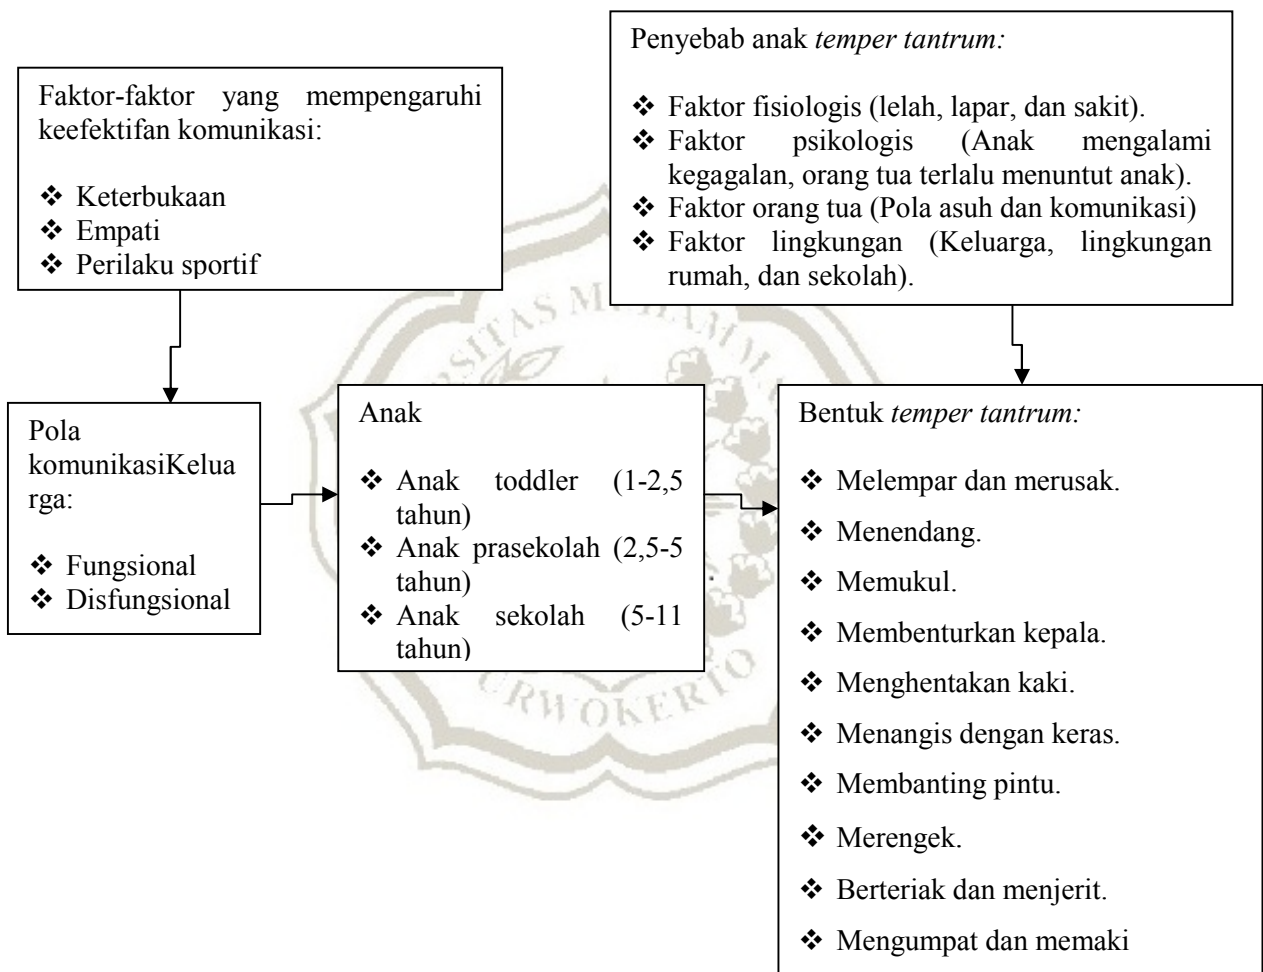 Faktor-faktor yang mempengaruhi
keefektifan komunikasi:
❖ Keterbukaan
❖ Empati
❖ Perilaku sportif
Penyebab anak temper tantrum:
❖ Faktor fisiologis (lelah, lapar, dan sakit).
❖ Faktor psikologis (Anak mengalami
kegagalan, orang tua terlalu menuntut anak).
❖ Faktor orang tua (Pola asuh dan komunikasi)
❖ Faktor lingkungan (Keluarga, lingkungan
rumah, dan sekolah).
Pola
komunikasiKelua
rga:
❖ Fungsional
❖ Disfungsional
Anak
❖ Anak toddler (1-2,5
tahun)
❖ Anak prasekolah (2,5-5
tahun)
❖ Anak sekolah (5-11
tahun)
Bentuk temper tantrum:
❖ Melempar dan merusak.
❖ Menendang.
❖ Memukul.
❖ Membenturkan kepala.
❖ Menghentakan kaki.
❖ Menangis dengan keras.
❖ Membanting pintu.
❖ Merengek.
❖ Berteriak dan menjerit.
❖ Mengumpat dan memaki